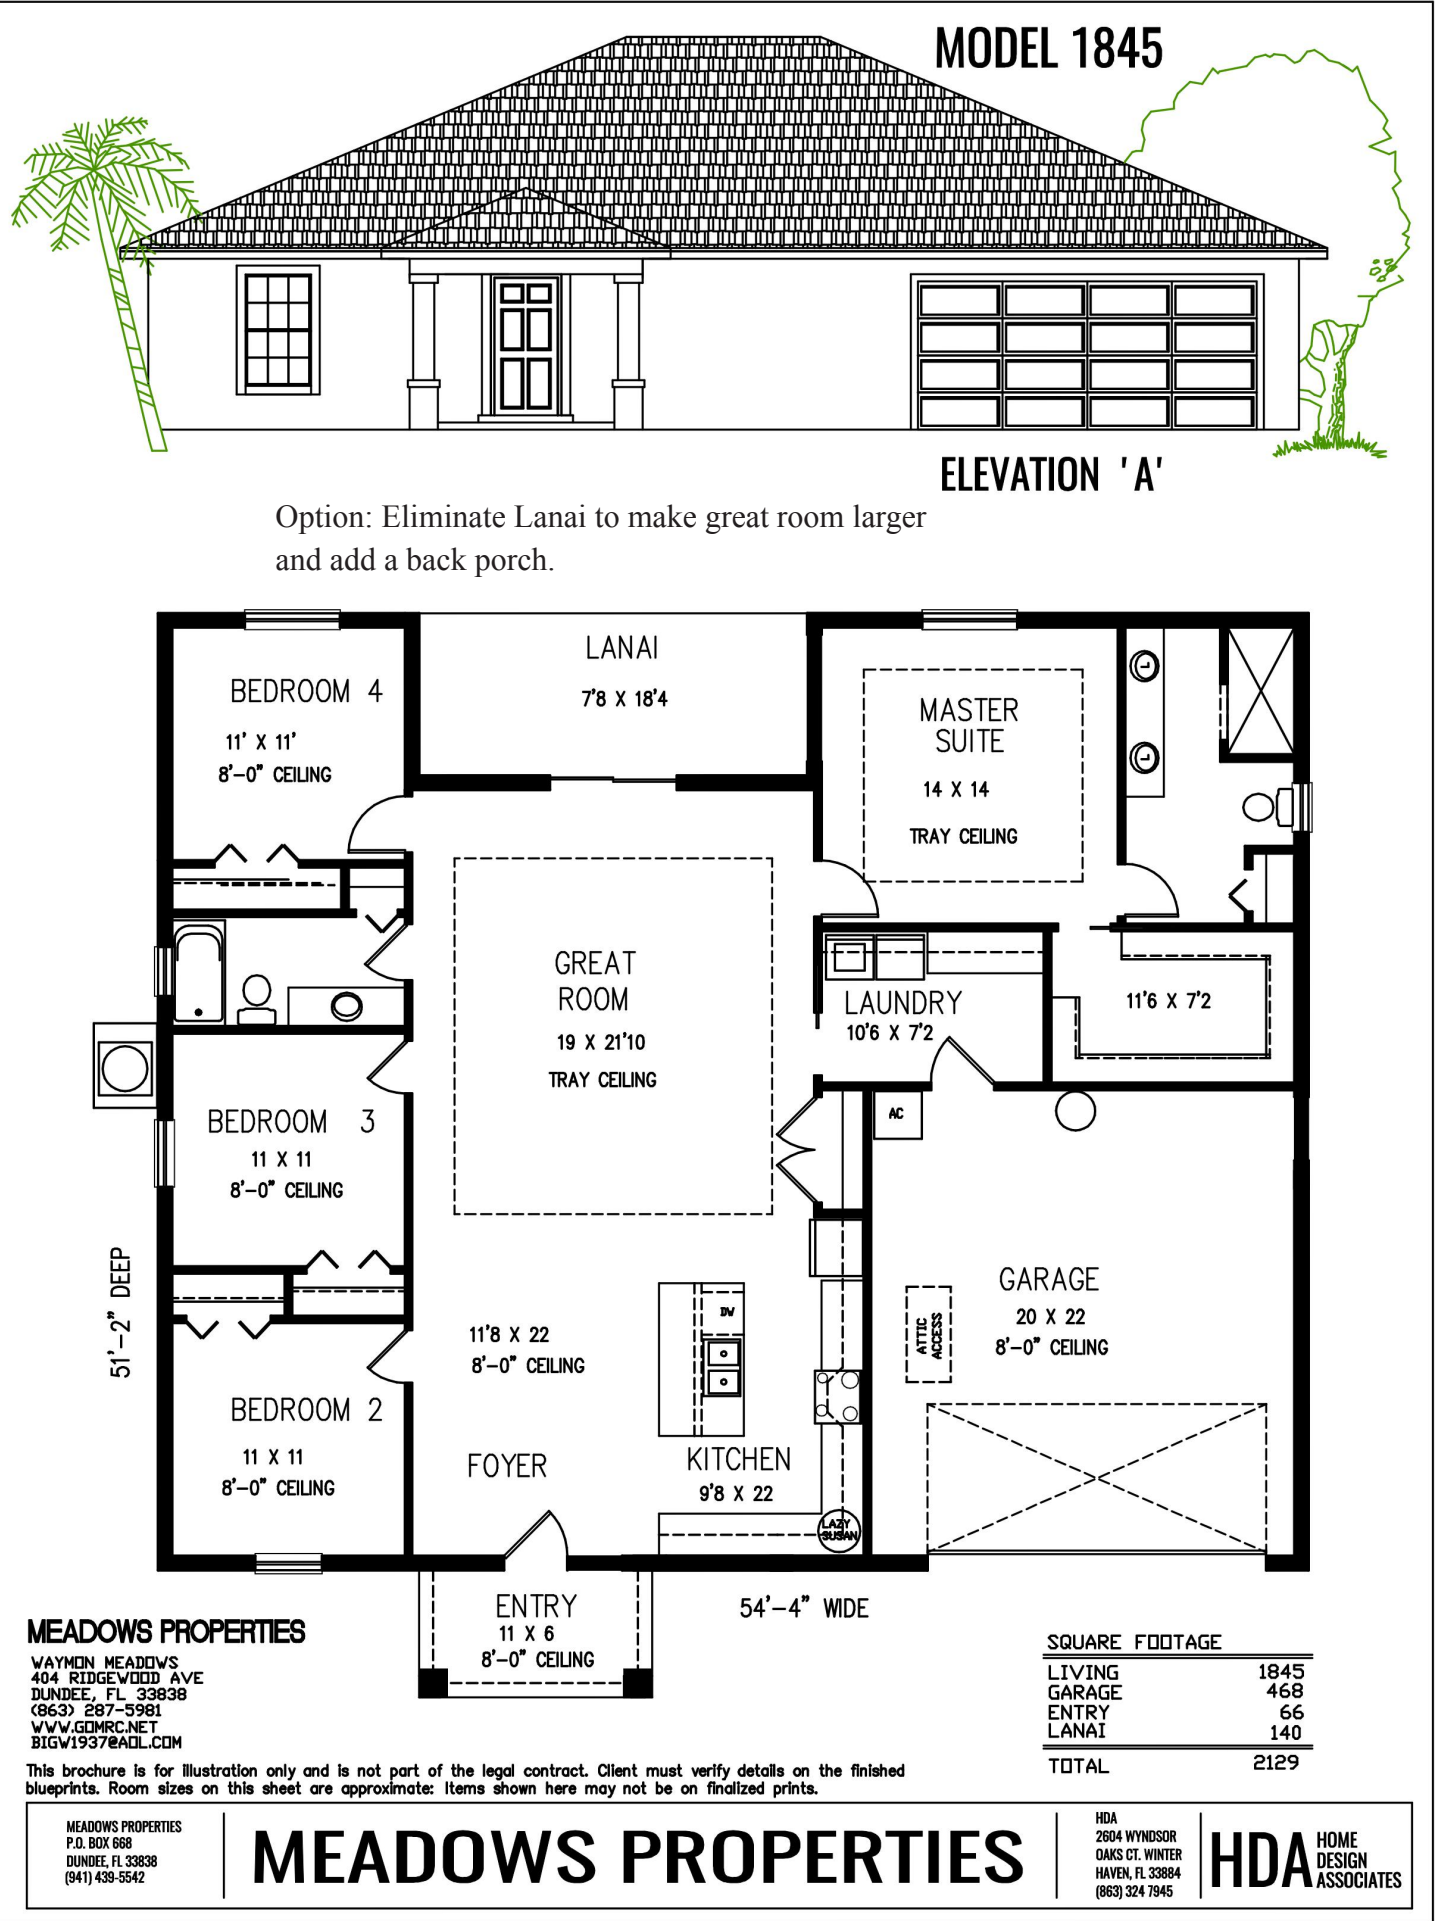 MODEL 1845
ELEVATION 'A'
Option: Eliminate Lanai to make great room larger
and add a back porch.
LANAI
7'8 X 18'4
BEDROOM 4
11' X 11'
8'-0" CEILING
MASTER
SUITE
14 X 14
TRAY CEILING
L
L
GREAT
ROOM
19 X 21'10
TRAY CEILING
LAUNDRY
10'6 X 7'2
11'6 X 7'2
BEDROOM 3
11 X 11
8'-0" CEILING
AC
51'-2" DEEP
GARAGE
20 X 22
8'-0" CEILING
ATTIC
ACCESS
DW
11'8 X 22
8'-0" CEILING
BEDROOM 2
11 X 11
8'-0" CEILING
FOYER
KITCHEN
9'8 X 22
LAZY
SUSAN
ENTRY
11 X 6
8'-0" CEILING
54'-4" WIDE
MEADOWS PROPERTIES
WAYMON MEADOWS
404 RIDGEWOOD AVE
DUNDEE, FL 33838
(863) 287-5981
WWW.GOMRC.NET
BIGW1937@AOL.COM
SQUARE FOOTAGE
LIVING 1845
GARAGE 468
ENTRY 66
LANAI 140
TOTAL 2129
This brochure is for illustration only and is not part of the legal contract. Client must verify details on the finished
blueprints. Room sizes on this sheet are approximate: Items shown here may not be on finalized prints.
MEADOWS PROPERTIES
P.O. BOX 668
DUNDEE, FL 33838
(941) 439-5542
MEADOWS PROPERTIES
HDA
2604 WYNDSOR
OAKS CT. WINTER
HAVEN, FL 33884
(863) 324 7945
HDA
HOME
DESIGN
ASSOCIATES